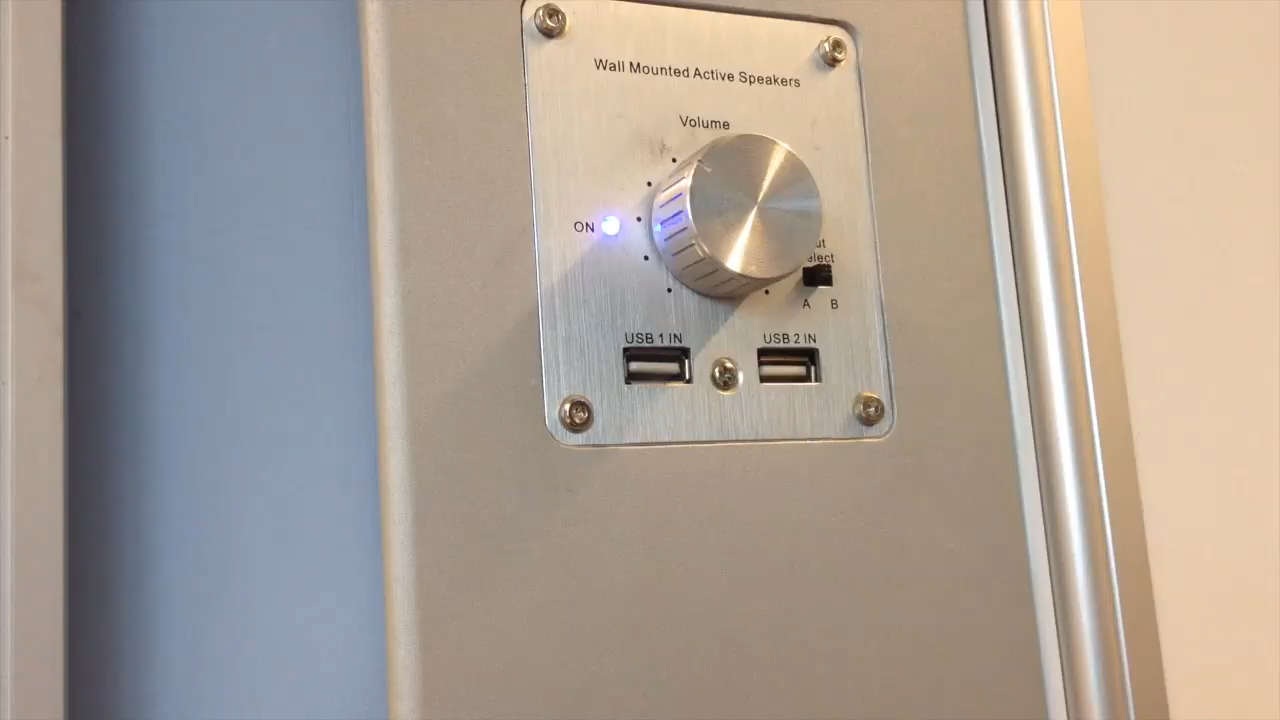 Wall Mounted Active Speakers
Volume
ON
A B
USB 1 IN
USB 2 IN